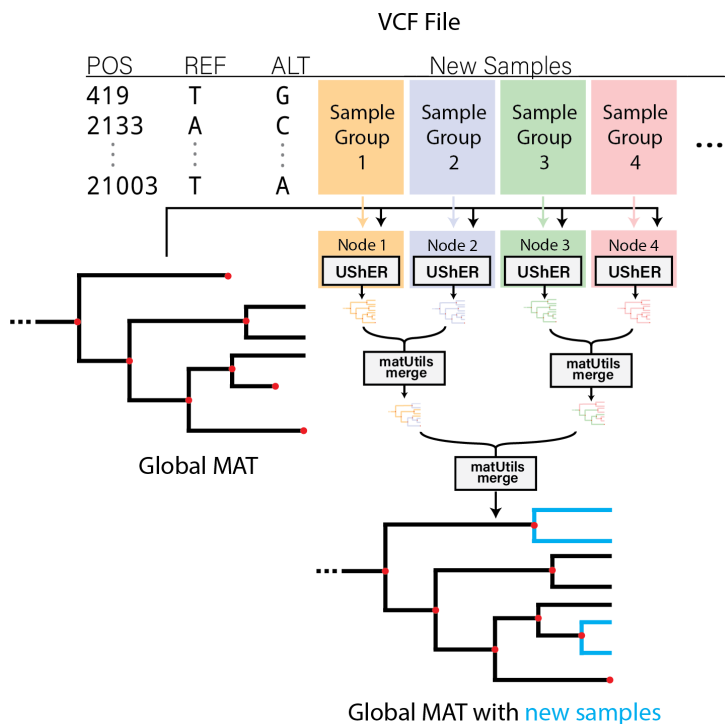 VCF File
POS REF ALT New Samples
419 T G
2133 A C
21003 T A
Sample Group 1
Sample Group 2
Sample Group 3
Sample Group 4
Node 1 Node 2 Node 3 Node 4
UShER UShER UShER UShER
matUtils merge
matUtils merge
Global MAT
matUtils merge
Global MAT with new samples